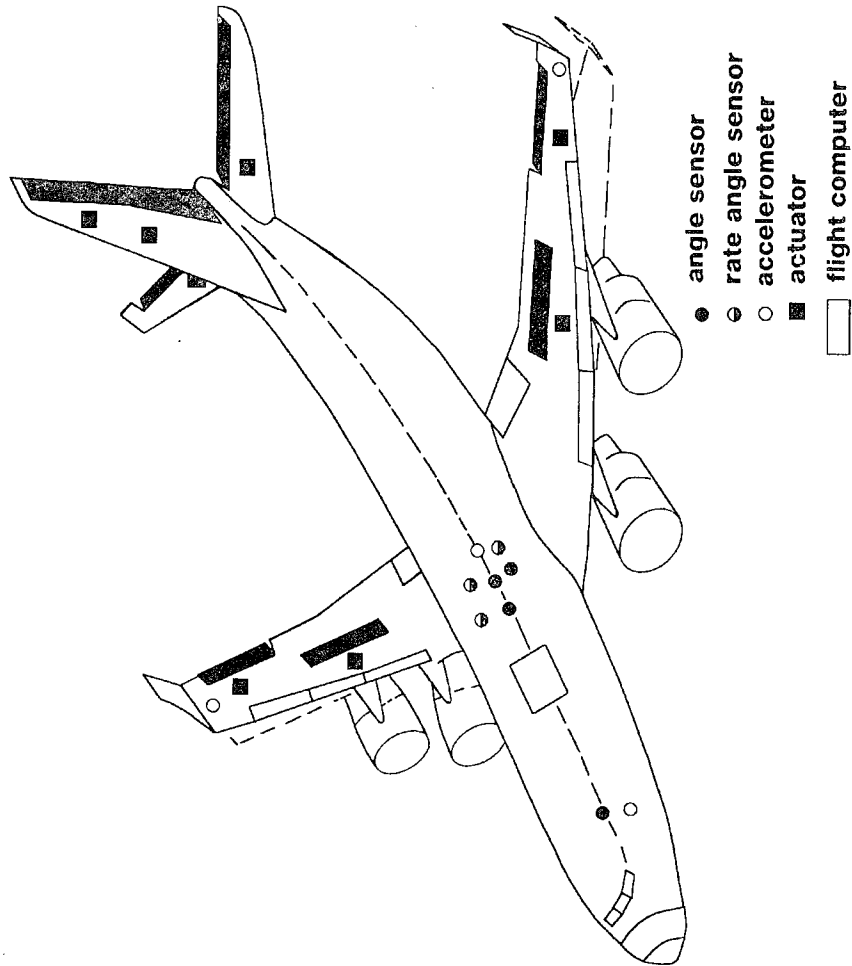 angle sensor
rate angle sensor
accelerometer
actuator
flight computer